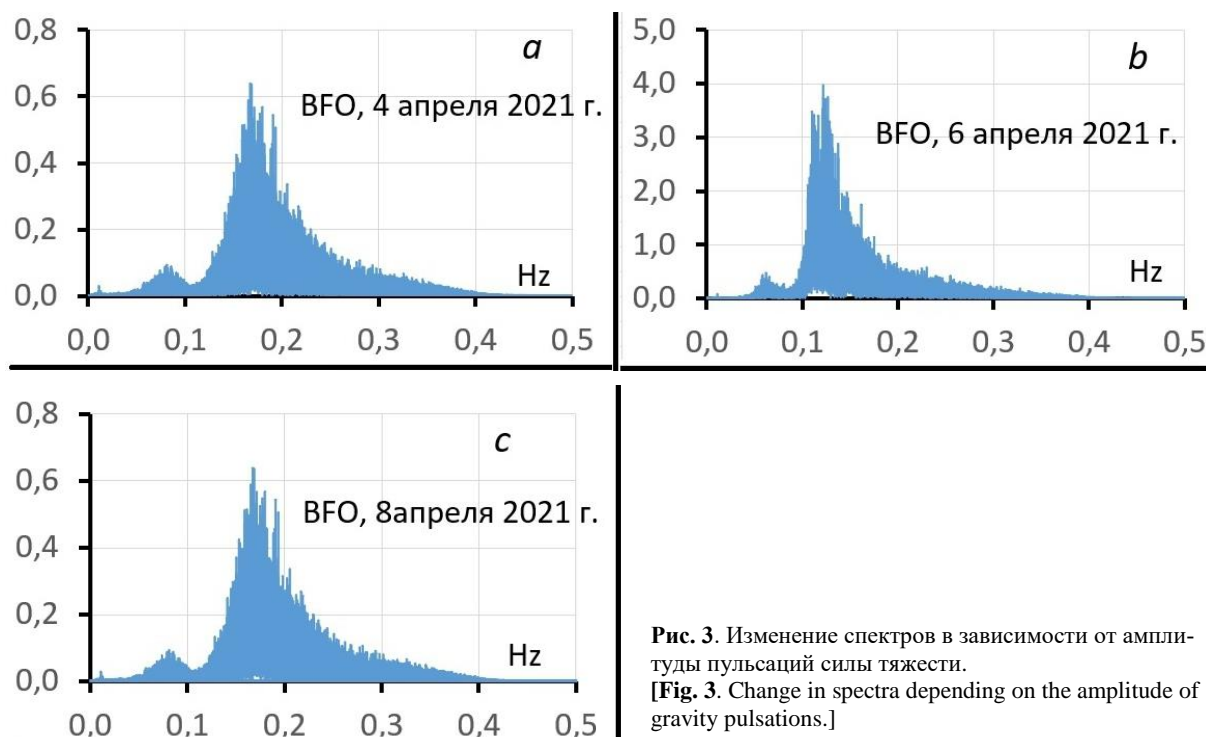 0,8
a
BFO, 4 апреля 2021 г.
0,6
0,4
0,2
Hz
0,0
0,0 0,1 0,2 0,3 0,4 0,5
5,0
b
4,0
BFO, 6 апреля 2021 г.
3,0
2,0
1,0
Hz
0,0
0,0 0,1 0,2 0,3 0,4 0,5
0,8
c
0,6
BFO, 8апреля 2021 г.
0,4
0,2
Hz
0,0
0,0 0,1 0,2 0,3 0,4 0,5
Рис. 3. Изменение спектров в зависимости от ампли-
туды пульсаций силы тяжести.
[Fig. 3. Change in spectra depending on the amplitude of
gravity pulsations.]